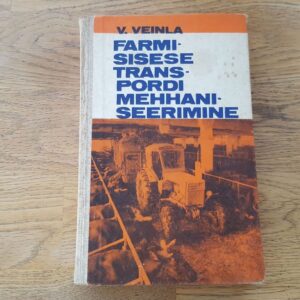 V. VEINLA
FARMI-
SISESE
TRANS-
PORDI
MEHHANI-
SEERIMINE